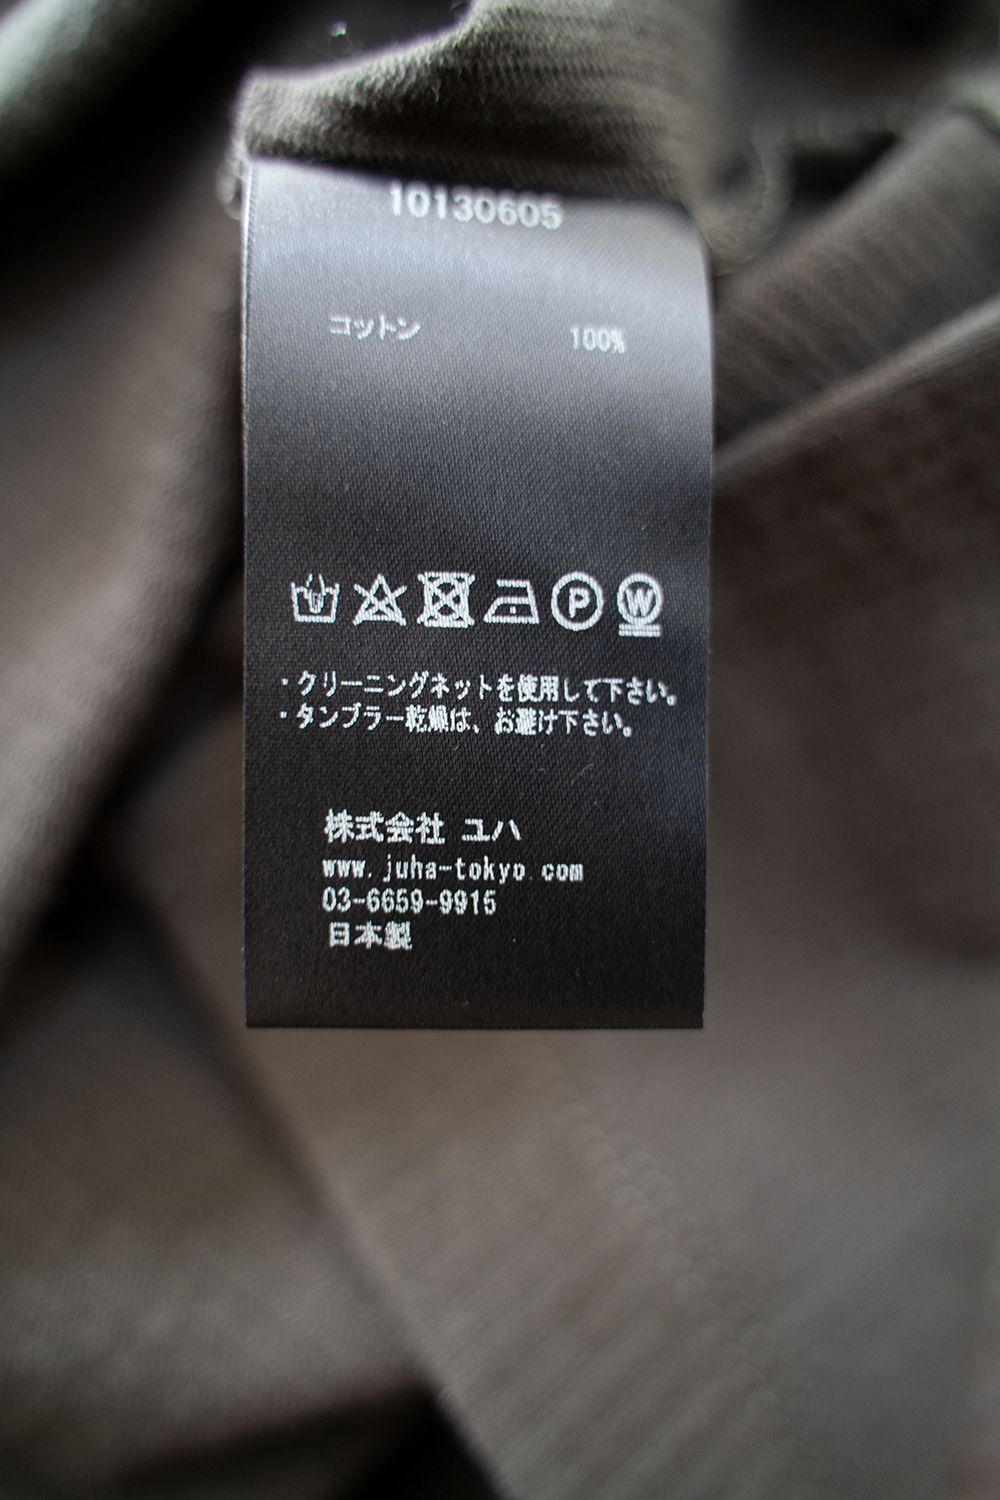 10130605
コットン 100%
P W
・クリーニングネットを使用して下さい。
・タンブラー乾燥は、お避け下さい。
株式会社 ユハ
www.juha-tokyo.com
03-6659-9915
日本製